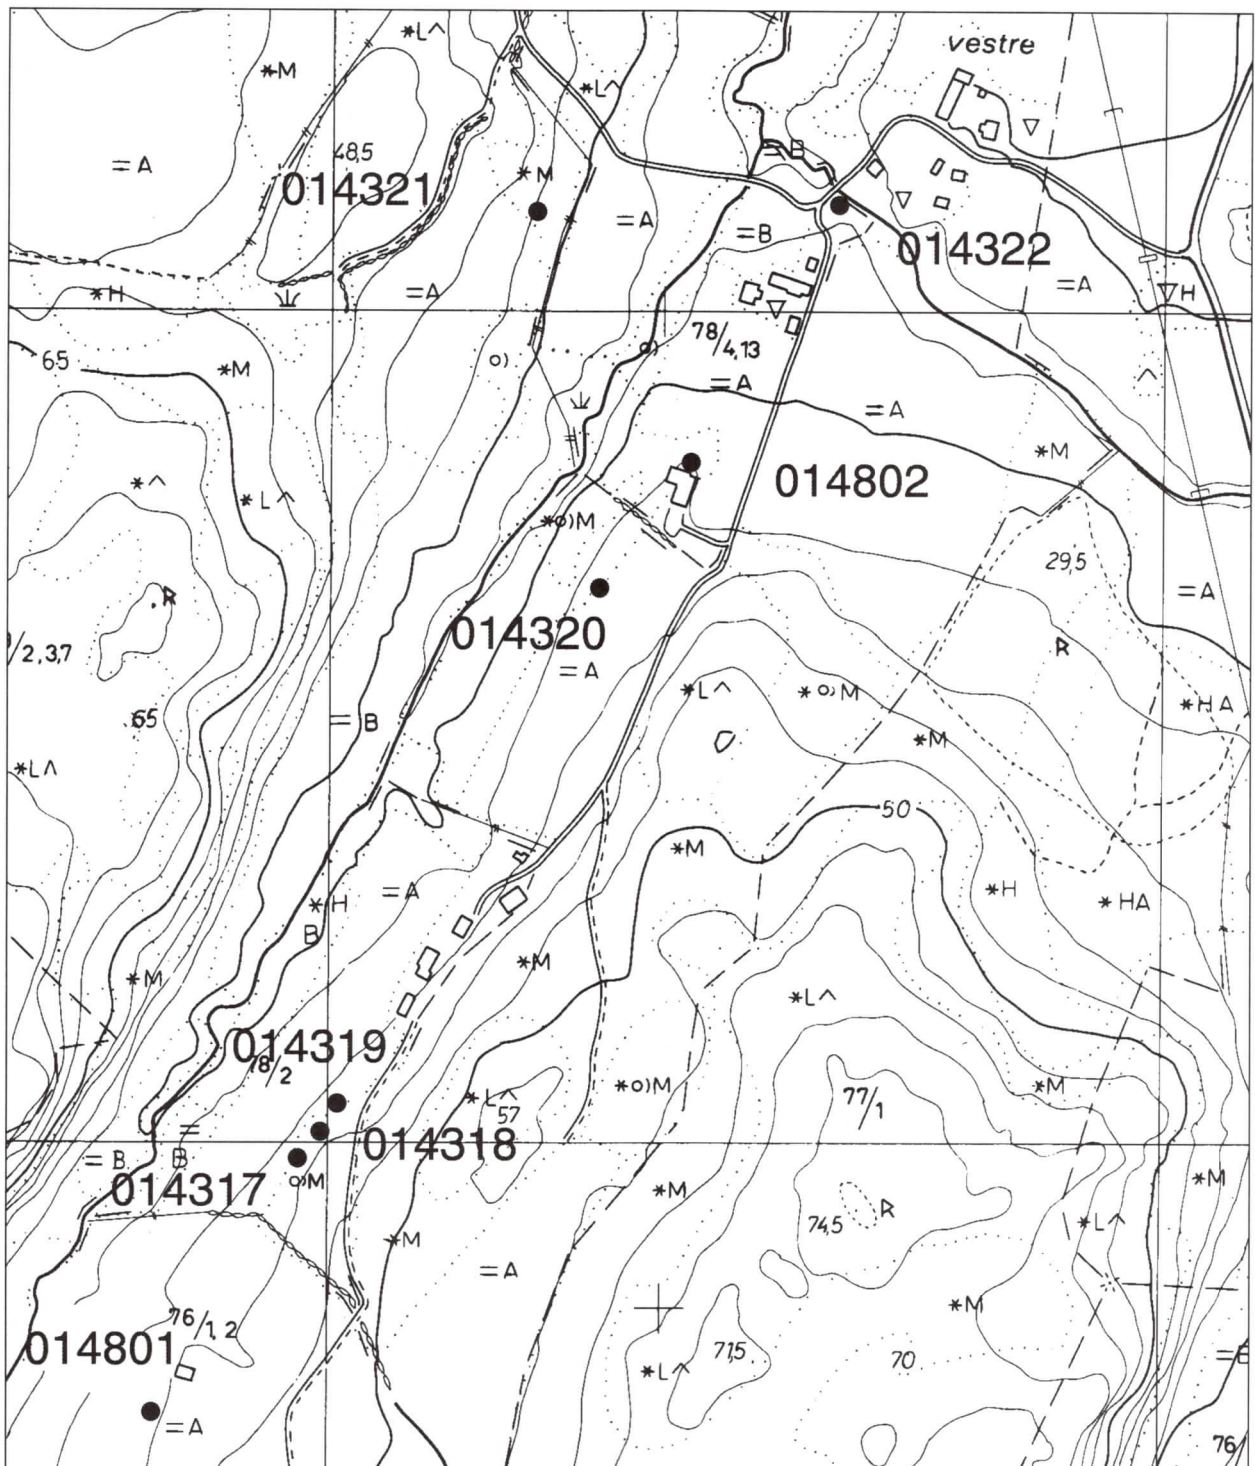 *L^
vestre
*M
*L^
=B
48,5
=A
*M
014321
=A
=B
014322
=A
*H
=A
H
78/4,13
65
*M
o)
o)
=A
=A
^
*M
*^
*L^
014802
*o)M
29,5
.R
=A
/2,3,7
014320
R
=A
*L^
*o)M
*HA
65
=B
*M
*L^
50
*M
=A
*H
*H
*HA
B
*M
*M
*L^
014319
78/2
*L^
57
*o)M
77/1
*M
=
014318
=B
B
014317
o)M
*M
*M
74,5
R
*L^
*M
=A
76/1,2
*M
014801
71,5
70
=B
*L^
=A
76